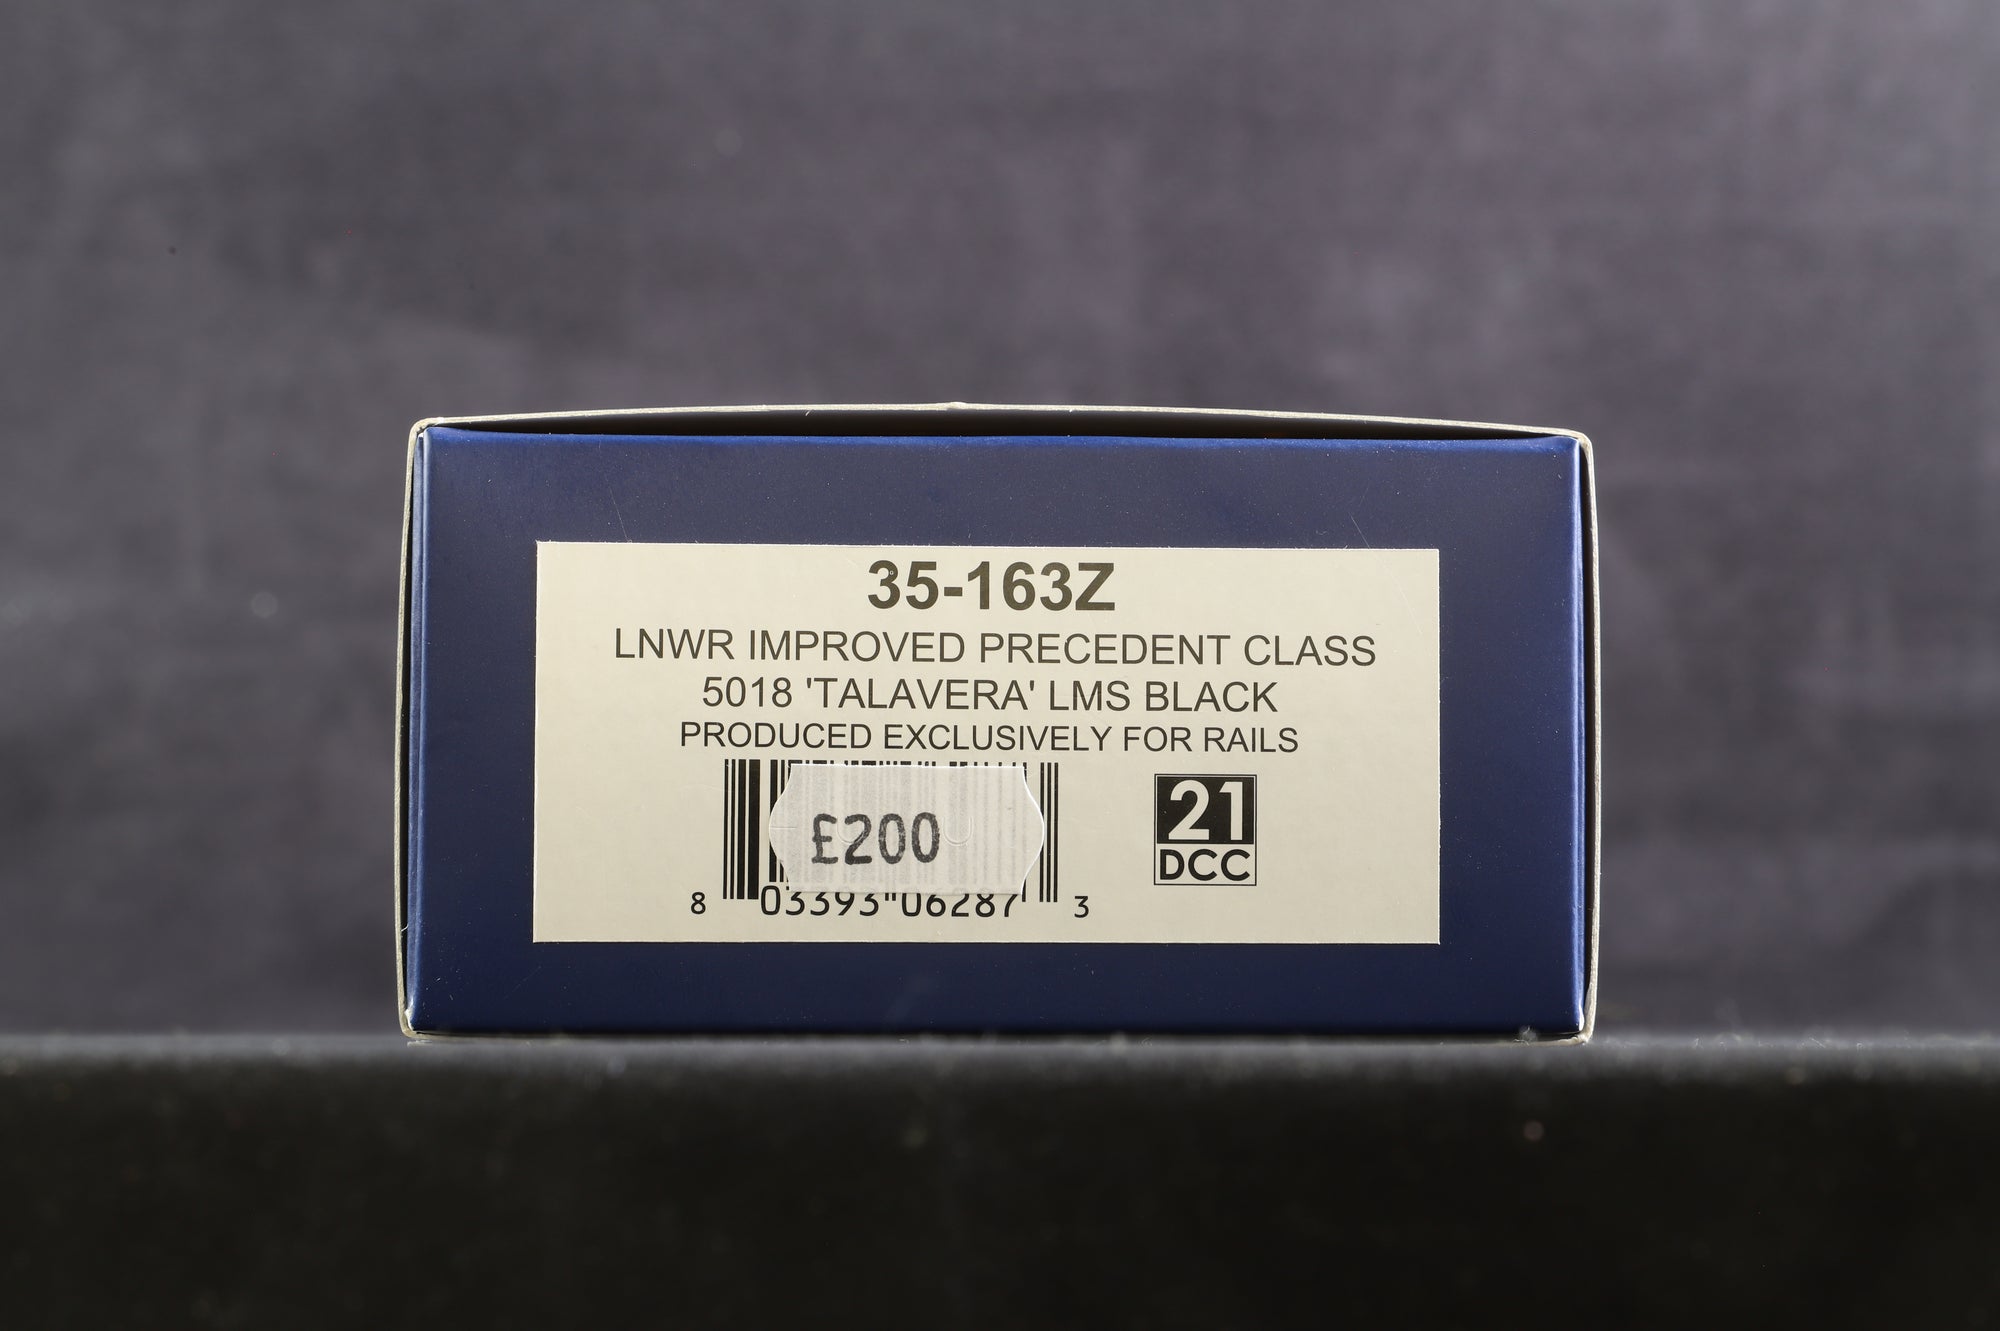 35-163Z
LNWR IMPROVED PRECEDENT CLASS
5018 'TALAVERA' LMS BLACK
PRODUCED EXCLUSIVELY FOR RAILS
£200
21
DCC
8 03393"06287 3